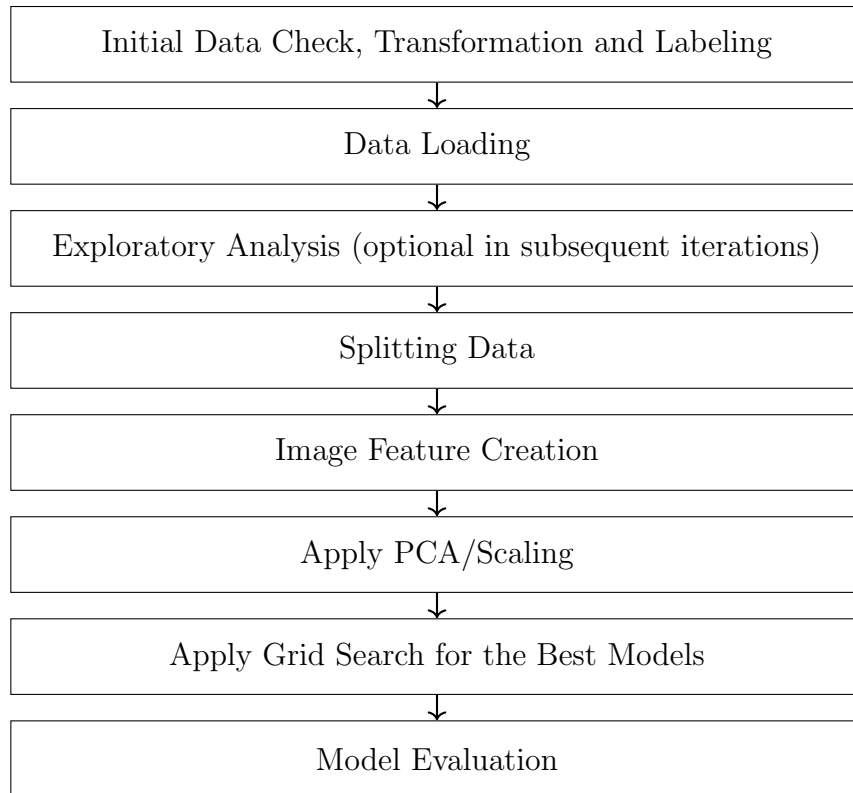 Initial Data Check, Transformation and Labeling
Data Loading
Exploratory Analysis (optional in subsequent iterations)
Splitting Data
Image Feature Creation
Apply PCA/Scaling
Apply Grid Search for the Best Models
Model Evaluation